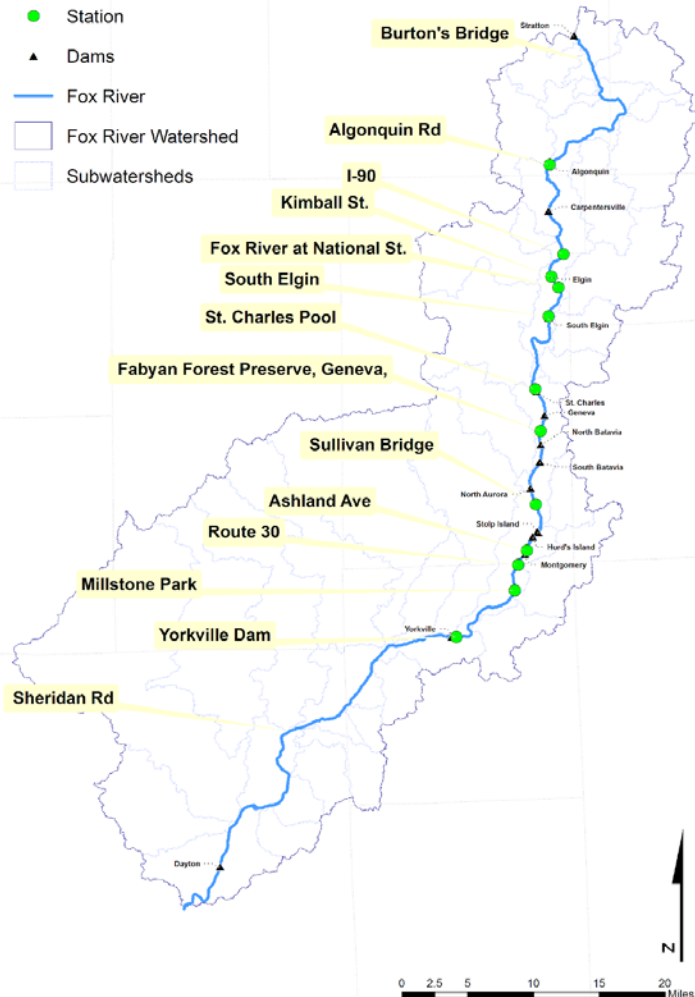 Station
Dams
Fox River
Fox River Watershed
Subwatersheds
Stratton
Burton's Bridge
Algonquin Rd
Algonquin
I-90
Kimball St.
Carpentersville
Fox River at National St.
South Elgin
Elgin
St. Charles Pool
South Elgin
Fabyan Forest Preserve, Geneva,
St. Charles
Geneva
North Batavia
Sullivan Bridge
South Batavia
Ashland Ave
North Aurora
Stolp Island
Route 30
Hurd's Island
Montgomery
Millstone Park
Yorkville Dam
Yorkville
Sheridan Rd
Dayton
N
0 2.5 5 10 15 20
Miles